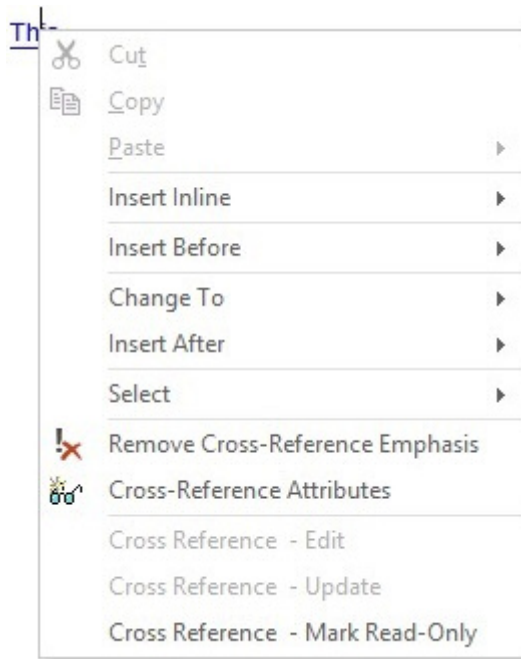 Cut
Copy
Paste
Insert Inline
Insert Before
Change To
Insert After
Select
Remove Cross-Reference Emphasis
Cross-Reference Attributes
Cross Reference - Edit
Cross Reference - Update
Cross Reference - Mark Read-Only